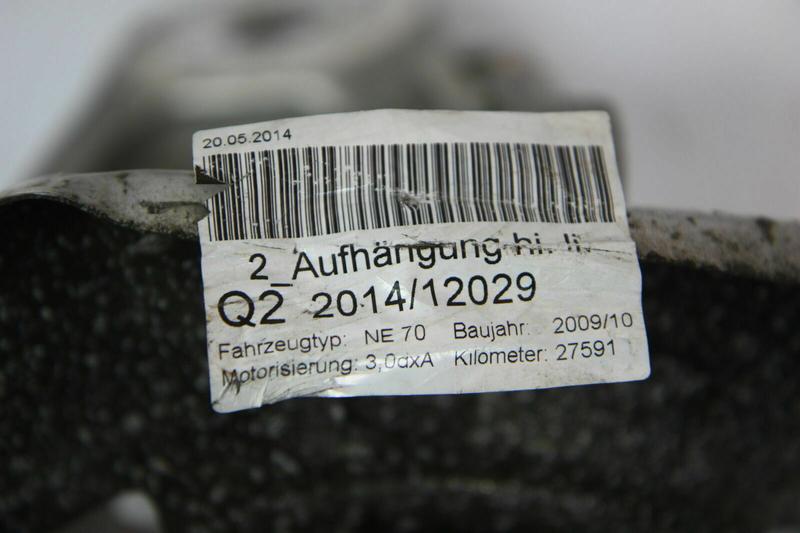 20.05.2014
2_Aufhängung hi. li.
Q2 2014/12029
Fahrzeugtyp: NE 70 Baujahr: 2009/10
Motorisierung: 3,0dxA Kilometer: 27591